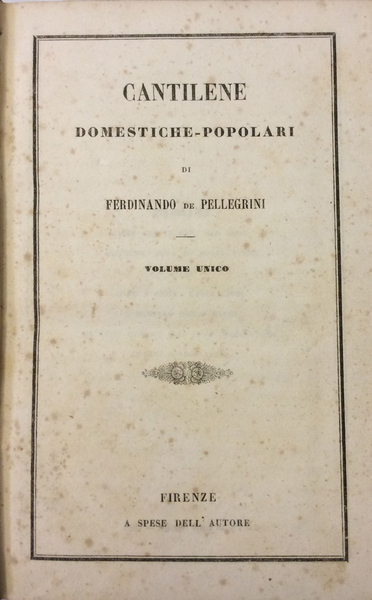 CANTILENE
DOMESTICHE-POPOLARI
DI
FERDINANDO DE PELLEGRINI
VOLUME UNICO
FIRENZE
A SPESE DELL' AUTORE